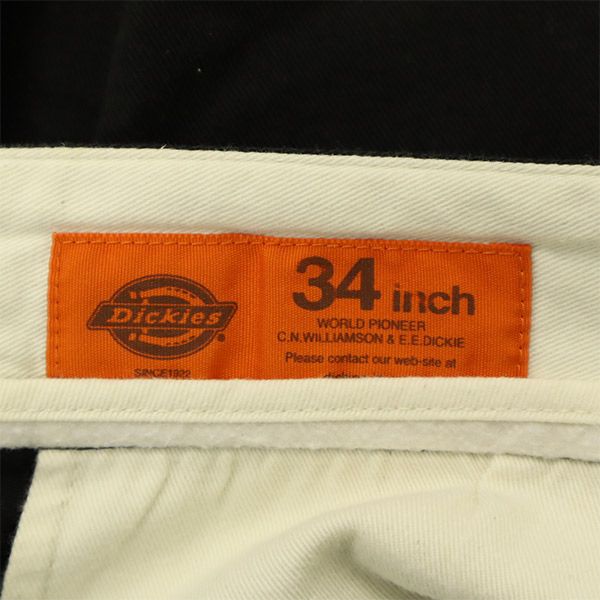 Dickies
SINCE1922
34 inch
WORLD PIONEER
C.N.WILLIAMSON & E.E.DICKIE
Please contact our web-site at